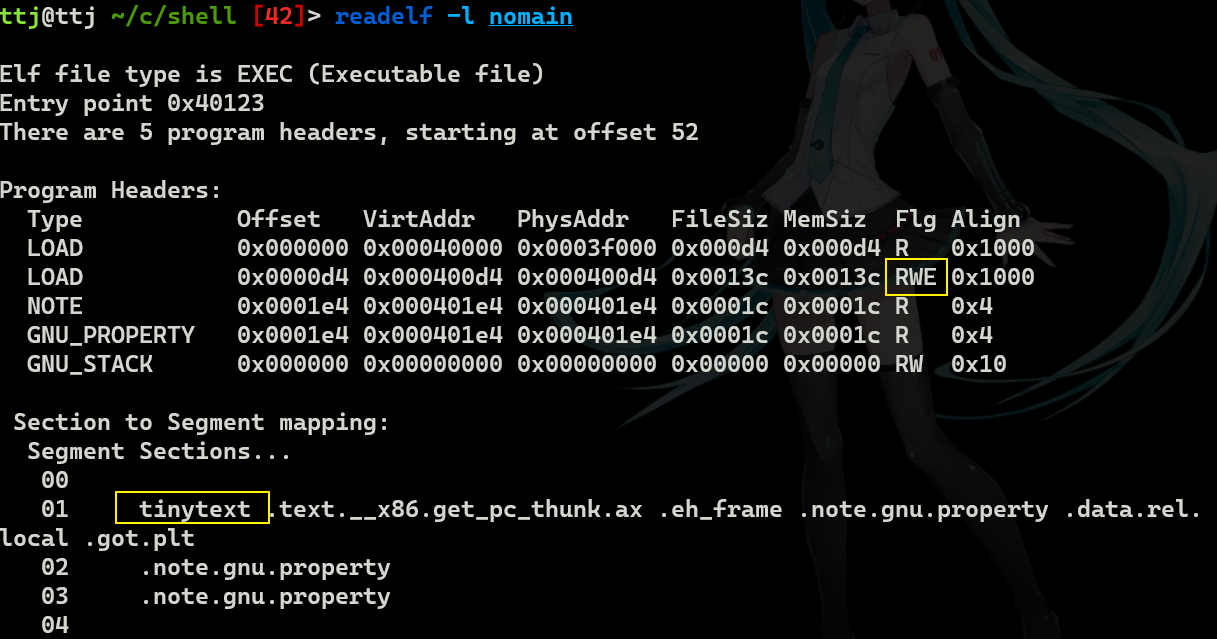 ttj@ttj ~/c/shell [42]> readelf -l nomain
Elf file type is EXEC (Executable file)
Entry point 0x40123
There are 5 program headers, starting at offset 52
Program Headers:
  Type           Offset   VirtAddr   PhysAddr   FileSiz MemSiz  Flg Align
  LOAD           0x000000 0x00040000 0x0003f000 0x000d4 0x000d4 R   0x1000
  LOAD           0x0000d4 0x000400d4 0x000400d4 0x0013c 0x0013c RWE 0x1000
  NOTE           0x0001e4 0x000401e4 0x000401e4 0x0001c 0x0001c R   0x4
  GNU_PROPERTY   0x0001e4 0x000401e4 0x000401e4 0x0001c 0x0001c R   0x4
  GNU_STACK      0x000000 0x00000000 0x00000000 0x00000 0x00000 RW  0x10
 Section to Segment mapping:
  Segment Sections...
   00
   01     tinytext .text.__x86.get_pc_thunk.ax .eh_frame .note.gnu.property .data.rel.
local .got.plt
   02     .note.gnu.property
   03     .note.gnu.property
   04